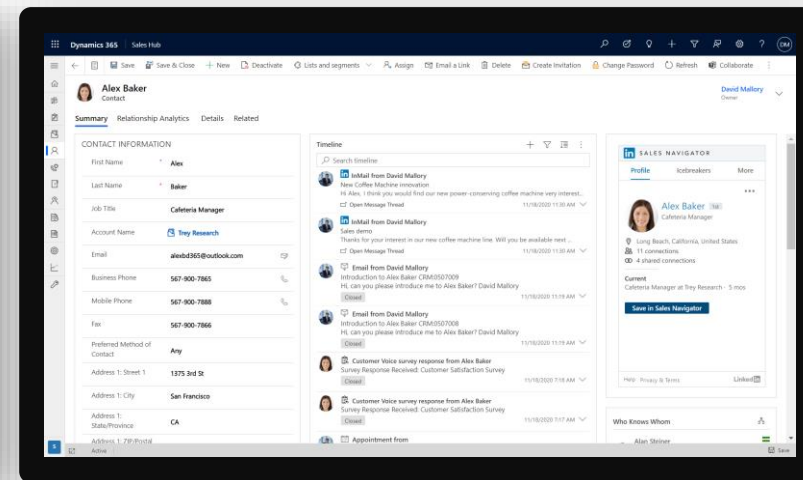 Dynamics 365
Sales Hub
DM
Save
Save & Close
New
Deactivate
Lists and segments
Assign
Email a Link
Delete
Create Invitation
Change Password
Refresh
Collaborate
Alex Baker
Contact
David Mallory
Owner
Summary
Relationship Analytics
Details
Related
CONTACT INFORMATION
First Name * Alex
Last Name * Baker
Job Title Cafeteria Manager
Account Name Trey Research
Email alexbd365@outlook.com
Business Phone 567-900-7865
Mobile Phone 567-900-7888
Fax 567-900-7866
Preferred Method of
Contact Any
Address 1: Street 1 1375 3rd St
Address 1: City San Francisco
Address 1:
State/Province CA
Address 1: ZIP/Postal
Timeline
Search timeline
InMail from David Mallory
New Coffee Machine innovation
Hi Alex, I think you would find our new power-conserving coffee machine very interest...
Open Message Thread 11/18/2020 11:30 AM
InMail from David Mallory
Sales demo
Thanks for your interest in our new coffee machine line. Will you be available next ...
Open Message Thread 11/18/2020 11:30 AM
Email from David Mallory
Introduction to Alex Baker CRM:0507009
Hi, can you please introduce me to Alex Baker? David Mallory
Closed 11/18/2020 11:19 AM
Email from David Mallory
Introduction to Alex Baker CRM:0507008
Hi, can you please introduce me to Alex Baker? David Mallory
Closed 11/18/2020 11:19 AM
Customer Voice survey response from Alex Baker
Survey Response Received: Customer Satisfaction Survey
Closed 11/18/2020 7:18 AM
Customer Voice survey response from Alex Baker
Survey Response Received: Customer Satisfaction Survey
Closed 11/18/2020 7:17 AM
Appointment from
in SALES NAVIGATOR
Profile
Icebreakers
More
Alex Baker 1st
Cafeteria Manager
Long Beach, California, United States
11 connections
4 shared connections
Current
Cafeteria Manager at Trey Research · 5 mos
Save in Sales Navigator
Help Privacy & Terms
LinkedIn
Who Knows Whom
Alan Steiner
S
Active
Save